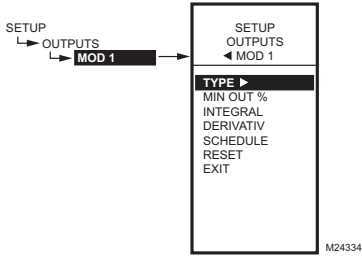 SETUP
OUTPUTS
MOD 1
SETUP
OUTPUTS
◄ MOD 1
TYPE ►
MIN OUT %
INTEGRAL
DERIVATIV
SCHEDULE
RESET
EXIT
M24334